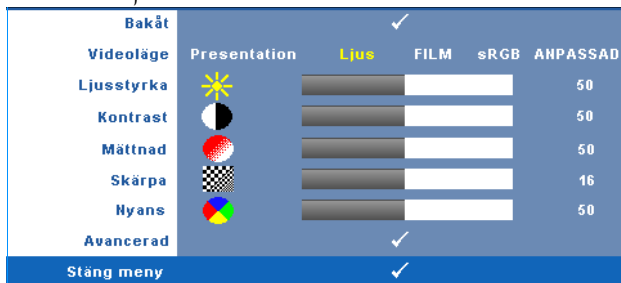 Bakåt
Videoläge Presentation Ljus FILM sRGB ANPASSAD
Ljusstyrka 50
Kontrast 50
Mättnad 50
Skärpa 16
Nyans 50
Avancerad
Stäng meny